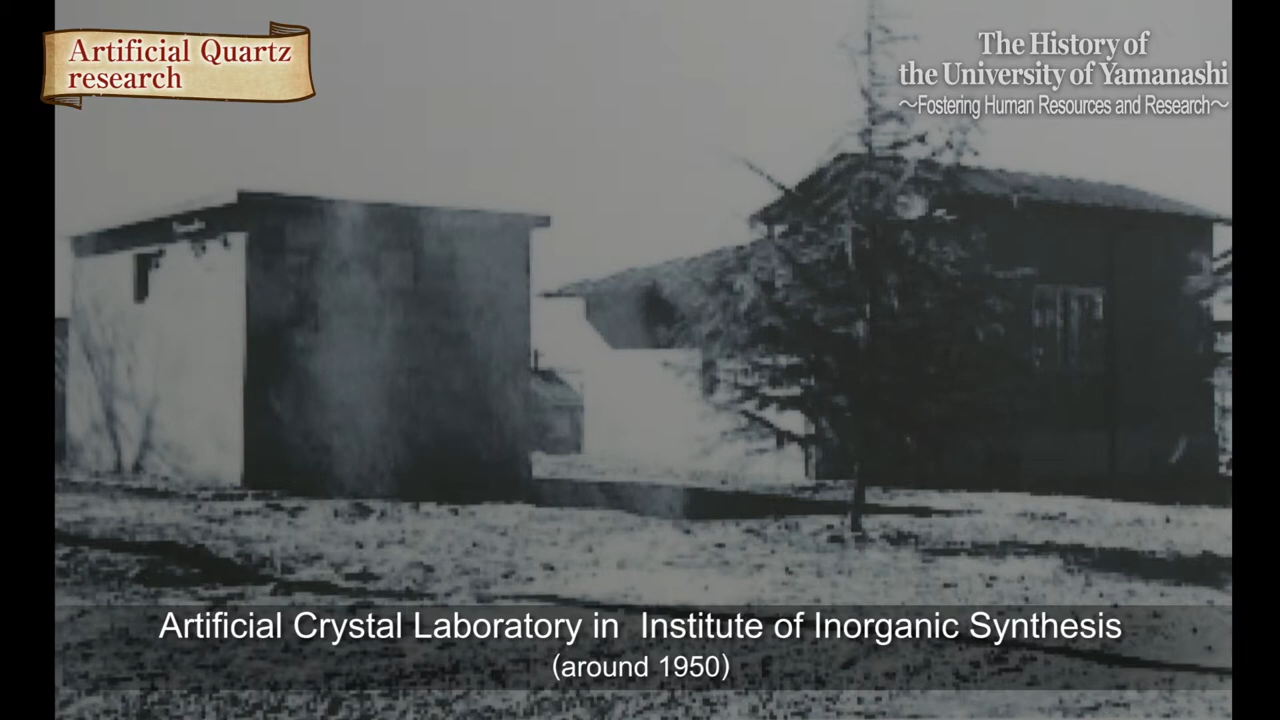 Artificial Quartz
research
The History of
the University of Yamanashi
～Fostering Human Resources and Research～
Artificial Crystal Laboratory in  Institute of Inorganic Synthesis
(around 1950)